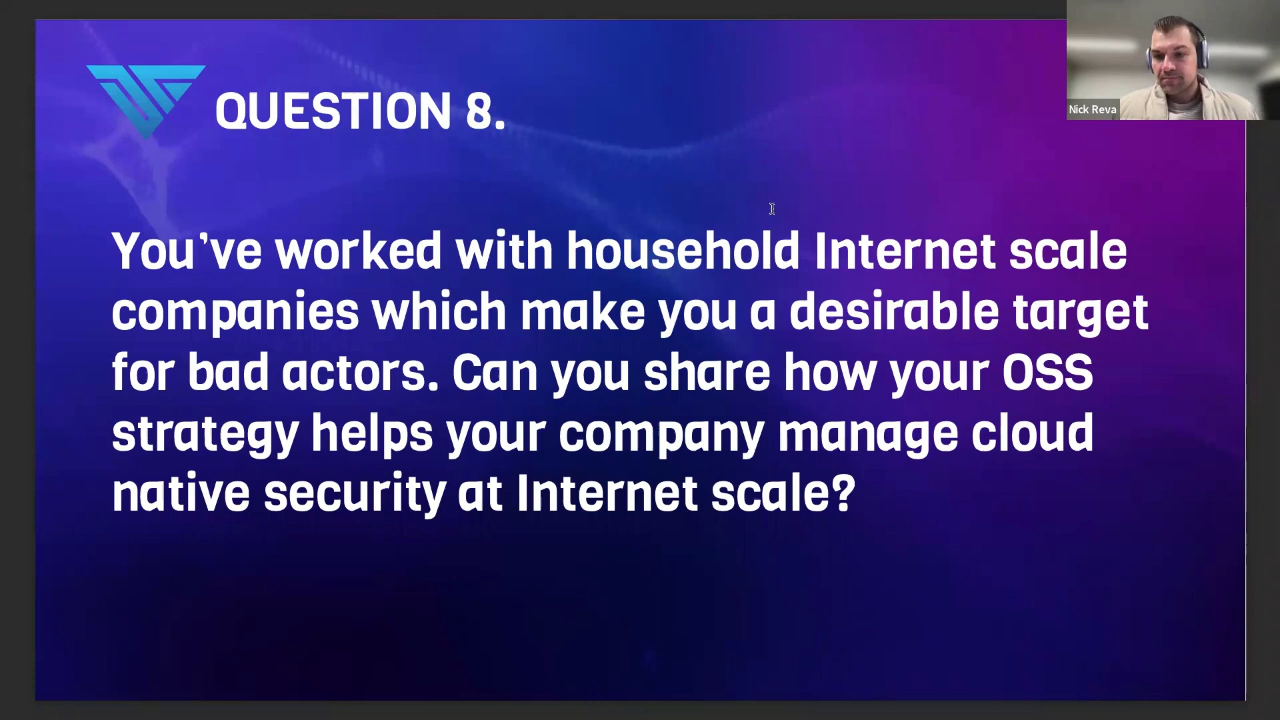 QUESTION 8.
Nick Reva
You've worked with household Internet scale
companies which make you a desirable target
for bad actors. Can you share how your OSS
strategy helps your company manage cloud
native security at Internet scale?